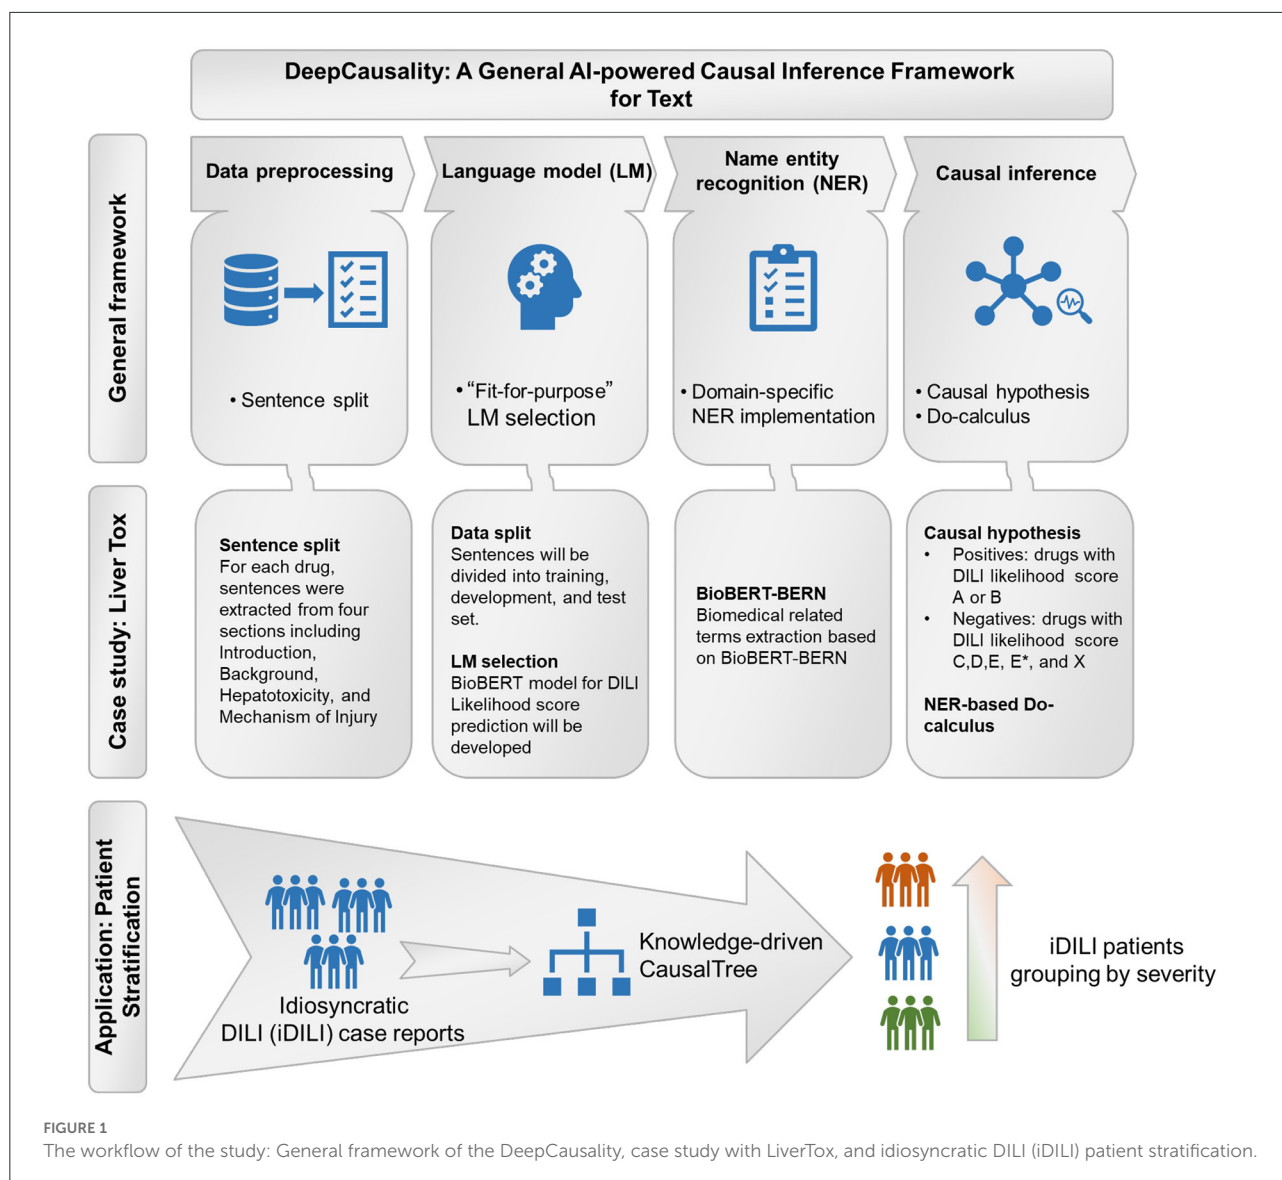 DeepCausality: A General AI-powered Causal Inference Framework
for Text
General framework
Data preprocessing
Language model (LM)
Name entity
recognition (NER)
Causal inference
• Sentence split
• “Fit-for-purpose”
LM selection
• Domain-specific
NER implementation
• Causal hypothesis
• Do-calculus
Case study: Liver Tox
Sentence split
For each drug,
sentences were
extracted from four
sections including
Introduction,
Background,
Hepatotoxicity, and
Mechanism of Injury
Data split
Sentences will be
divided into training,
development, and test
set.
LM selection
BioBERT model for DILI
Likelihood score
prediction will be
developed
BioBERT-BERN
Biomedical related
terms extraction based
on BioBERT-BERN
Causal hypothesis
• Positives: drugs with
DILI likelihood score
A or B
• Negatives: drugs with
DILI likelihood score
C,D,E, E*, and X
NER-based Do-
calculus
Application: Patient
Stratification
Idiosyncratic
DILI (iDILI) case reports
Knowledge-driven
CausalTree
iDILI patients
grouping by severity
FIGURE 1
The workflow of the study: General framework of the DeepCausality, case study with LiverTox, and idiosyncratic DILI (iDILI) patient stratification.